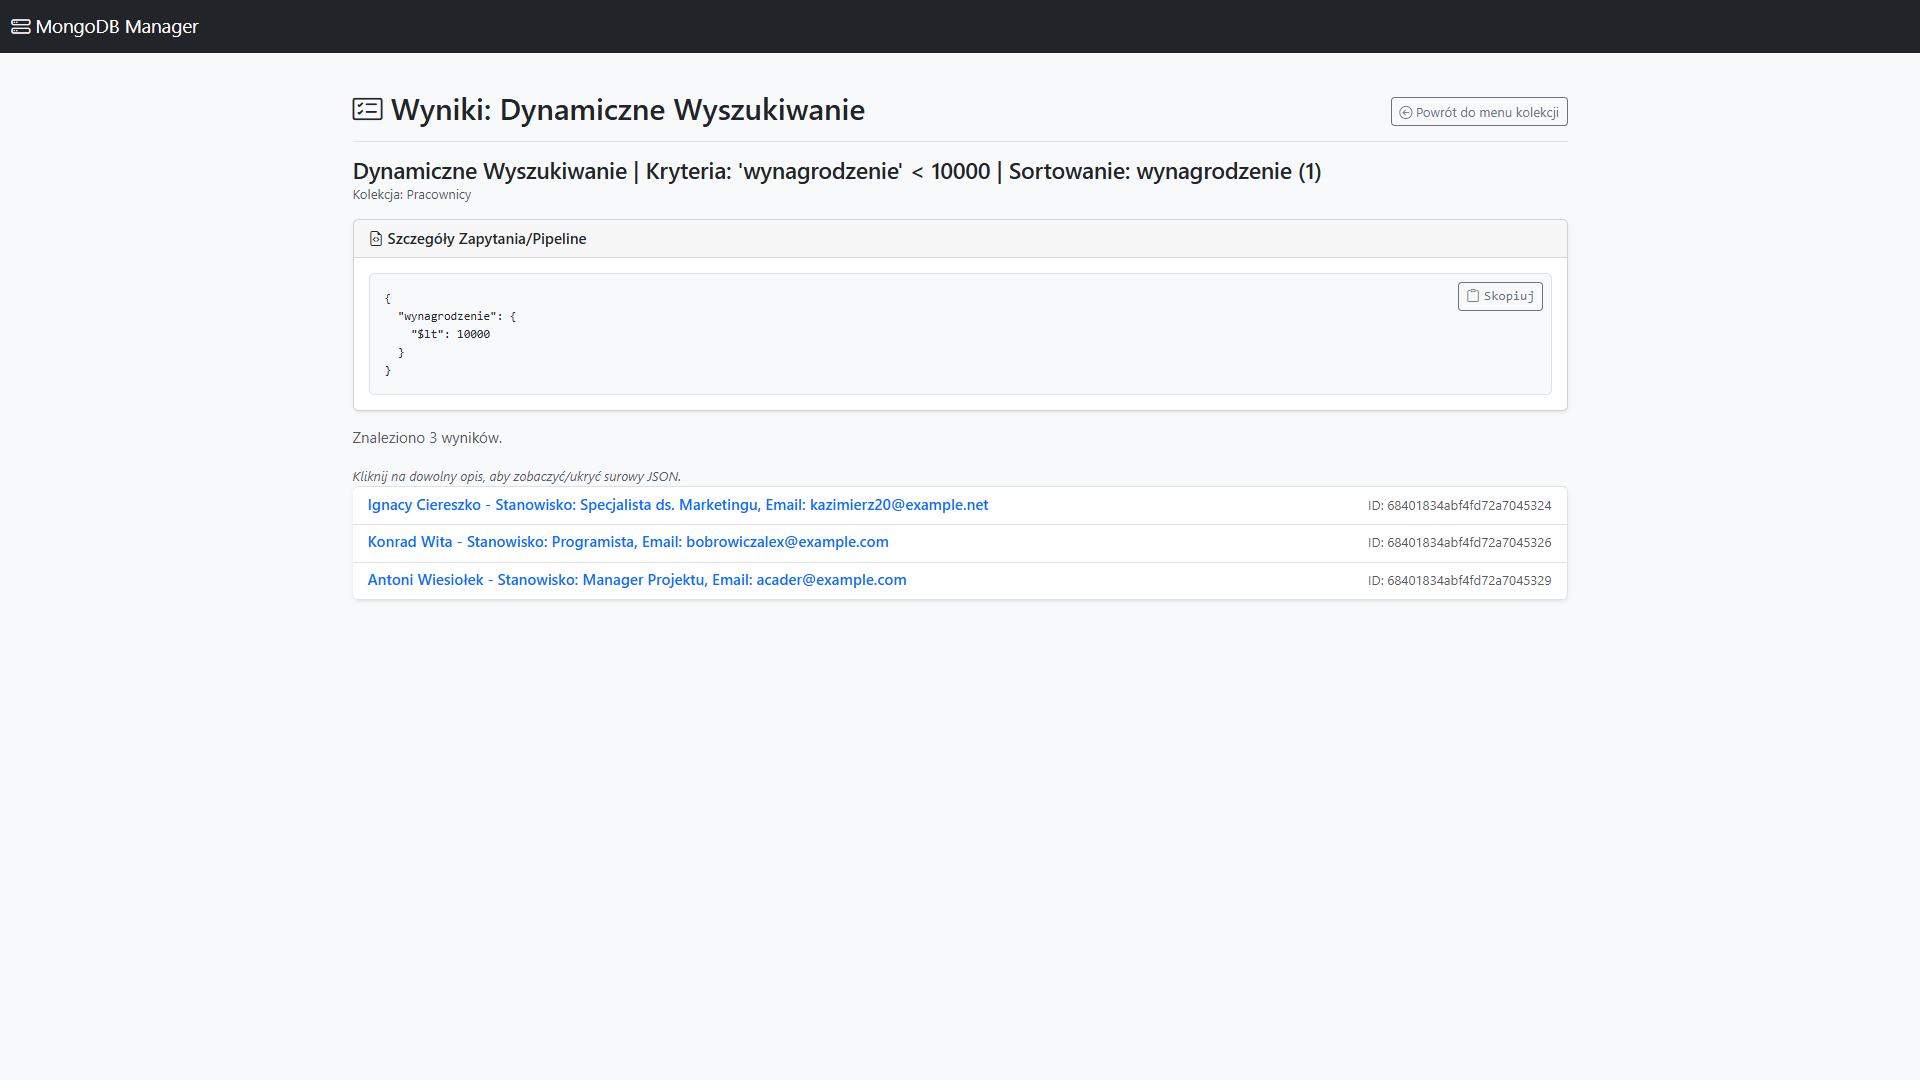 MongoDB Manager
Wyniki: Dynamiczne Wyszukiwanie
Powrót do menu kolekcji
Dynamiczne Wyszukiwanie | Kryteria: 'wynagrodzenie' < 10000 | Sortowanie: wynagrodzenie (1)
Kolekcja: Pracownicy
Szczegóły Zapytania/Pipeline
Skopiuj
{
  "wynagrodzenie": {
    "$lt": 10000
  }
}
Znaleziono 3 wyników.
Kliknij na dowolny opis, aby zobaczyć/ukryć surowy JSON.
Ignacy Ciereszko - Stanowisko: Specjalista ds. Marketingu, Email: kazimierz20@example.net ID: 68401834abf4fd72a7045324
Konrad Wita - Stanowisko: Programista, Email: bobrowiczalex@example.com ID: 68401834abf4fd72a7045326
Antoni Wiesiołek - Stanowisko: Manager Projektu, Email: acader@example.com ID: 68401834abf4fd72a7045329